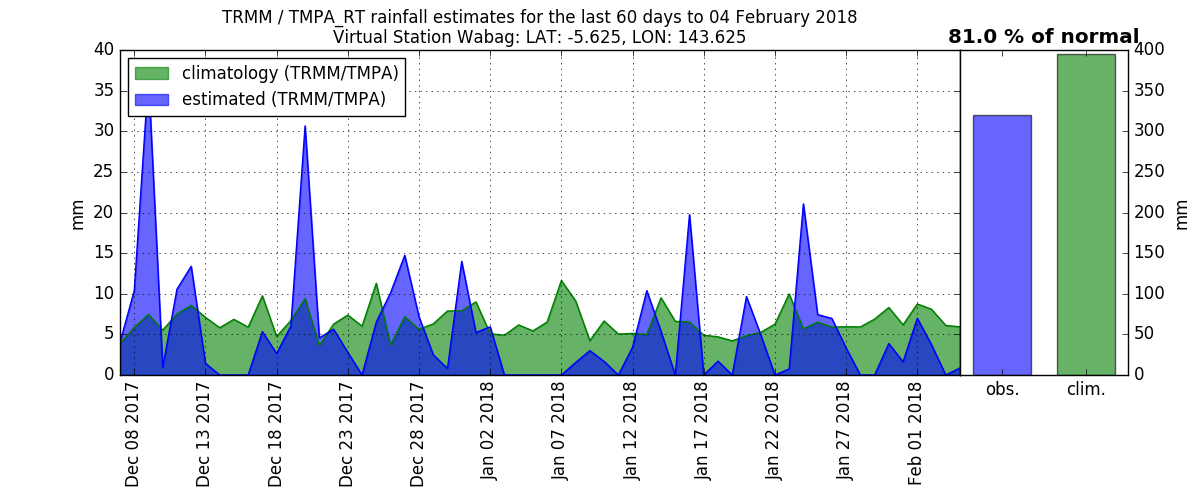 TRMM / TMPA_RT rainfall estimates for the last 60 days to 04 February 2018
Virtual Station Wabag: LAT: -5.625, LON: 143.625
81.0 % of normal
climatology (TRMM/TMPA)
estimated (TRMM/TMPA)
mm
40
35
30
25
20
15
10
5
0
400
350
300
250
200
150
100
50
0
mm
Dec 08 2017
Dec 13 2017
Dec 18 2017
Dec 23 2017
Dec 28 2017
Jan 02 2018
Jan 07 2018
Jan 12 2018
Jan 17 2018
Jan 22 2018
Jan 27 2018
Feb 01 2018
obs.
clim.